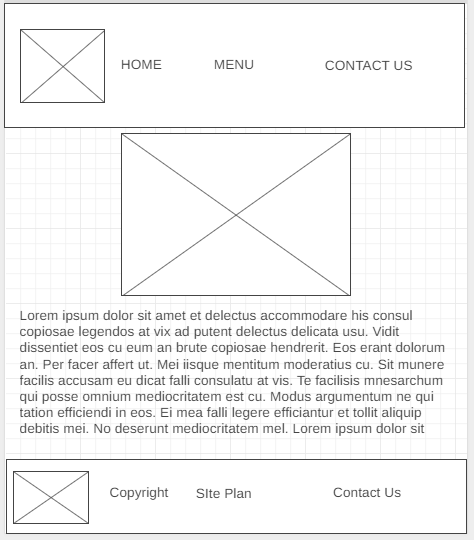 HOME MENU CONTACT US
Lorem ipsum dolor sit amet et delectus accommodare his consul
copiosae legendos at vix ad putent delectus delicata usu. Vidit
dissentiet eos cu eum an brute copiosae hendrerit. Eos erant dolorum
an. Per facer affert ut. Mei iisque mentitum moderatius cu. Sit munere
facilis accusam eu dicat falli consulatu at vis. Te facilisis mnesarchum
qui posse omnium mediocritatem est cu. Modus argumentum ne qui
tation efficiendi in eos. Ei mea falli legere efficiantur et tollit aliquip
debitis mei. No deserunt mediocritatem mel. Lorem ipsum dolor sit
Copyright SIte Plan Contact Us